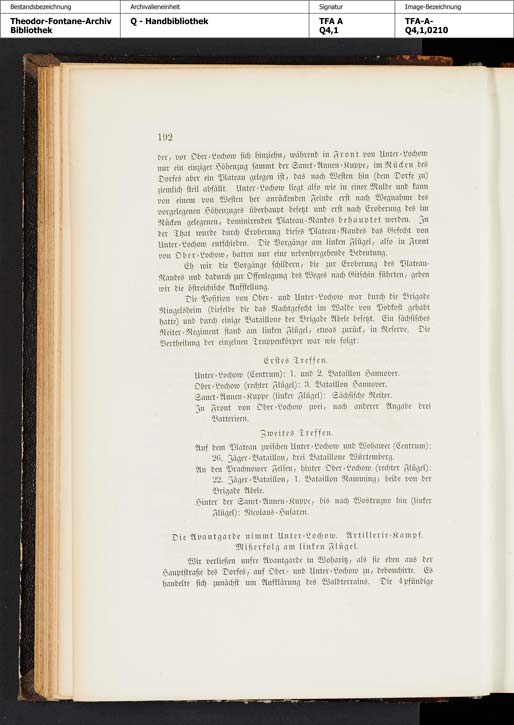 Bestandsbezeichnung
Theodor-Fontane-Archiv
Bibliothek
Archivalieneinheit
Q - Handbibliothek
Signatur
TFA A
Q4,1
Image-Bezeichnung
TFA-A-
Q4,1,0210
192
der, vor Ober-Lochow sich hinziehn, während in Front von Unter-Lochow
nur ein einziger Höhenzug sammt der Sanct-Annen-Kuppe, im Rücken des
Dorfes aber ein Plateau gelegen ist, das nach Westen hin (dem Dorfe zu)
ziemlich steil abfällt. Unter-Lochow liegt also wie in einer Mulde und kann
von einem von Westen her anrückenden Feinde erst nach Wegnahme des
vorgelegenen Höhenzuges überhaupt besetzt und erst nach Eroberung des im
Rücken gelegenen, dominirenden Plateau-Randes behauptet werden. In
der That wurde durch Eroberung dieses Plateau-Randes das Gefecht von
Unter-Lochow entschieden. Die Vorgänge am linken Flügel, also in Front
von Ober-Lochow, hatten nur eine nebenhergehende Bedeutung.
Eh wir die Vorgänge schildern, die zur Eroberung des Plateau-
Randes und dadurch zur Offenlegung des Weges nach Gitschin führten, geben
wir die östreichische Aufstellung.
Die Position von Ober- und Unter-Lochow war durch die Brigade
Ringelsheim (dieselbe die das Nachtgefecht im Walde von Podkost gehabt
hatte) und durch einige Bataillone der Brigade Abele besetzt. Ein sächsisches
Reiter-Regiment stand am linken Flügel, etwas zurück, in Reserve. Die
Vertheilung der einzelnen Truppenkörper war wie folgt:
Erstes Treffen.
Unter-Lochow (Centrum): 1. und 2. Bataillon Hannover.
Ober-Lochow (rechter Flügel): 3. Bataillon Hannover.
Sanct-Annen-Kuppe (linker Flügel): Sächsische Reiter.
In Front von Ober-Lochow zwei, nach anderer Angabe drei
Batterieen.
Zweites Treffen.
Auf dem Plateau zwischen Unter-Lochow und Wohawec (Centrum):
26. Jäger-Bataillon, drei Bataillone Würtemberg.
An den Prachnower Felsen, hinter Ober-Lochow (rechter Flügel):
22. Jäger-Bataillon, 1. Bataillon Ramming; beide von der
Brigade Abele.
Hinter der Sanct-Annen-Kuppe, bis nach Wostruzno hin (linker
Flügel): Nicolaus-Husaren.
Die Avantgarde nimmt Unter-Lochow. Artillerie-Kampf.
Mißerfolg am linken Flügel.
Wir verließen unsre Avantgarde in Woharitz, als sie eben aus der
Hauptstraße des Dorfes, auf Ober- und Unter-Lochow zu, debouchirte. Es
handelte sich zunächst um Aufklärung des Waldterrains. Die 4pfündige